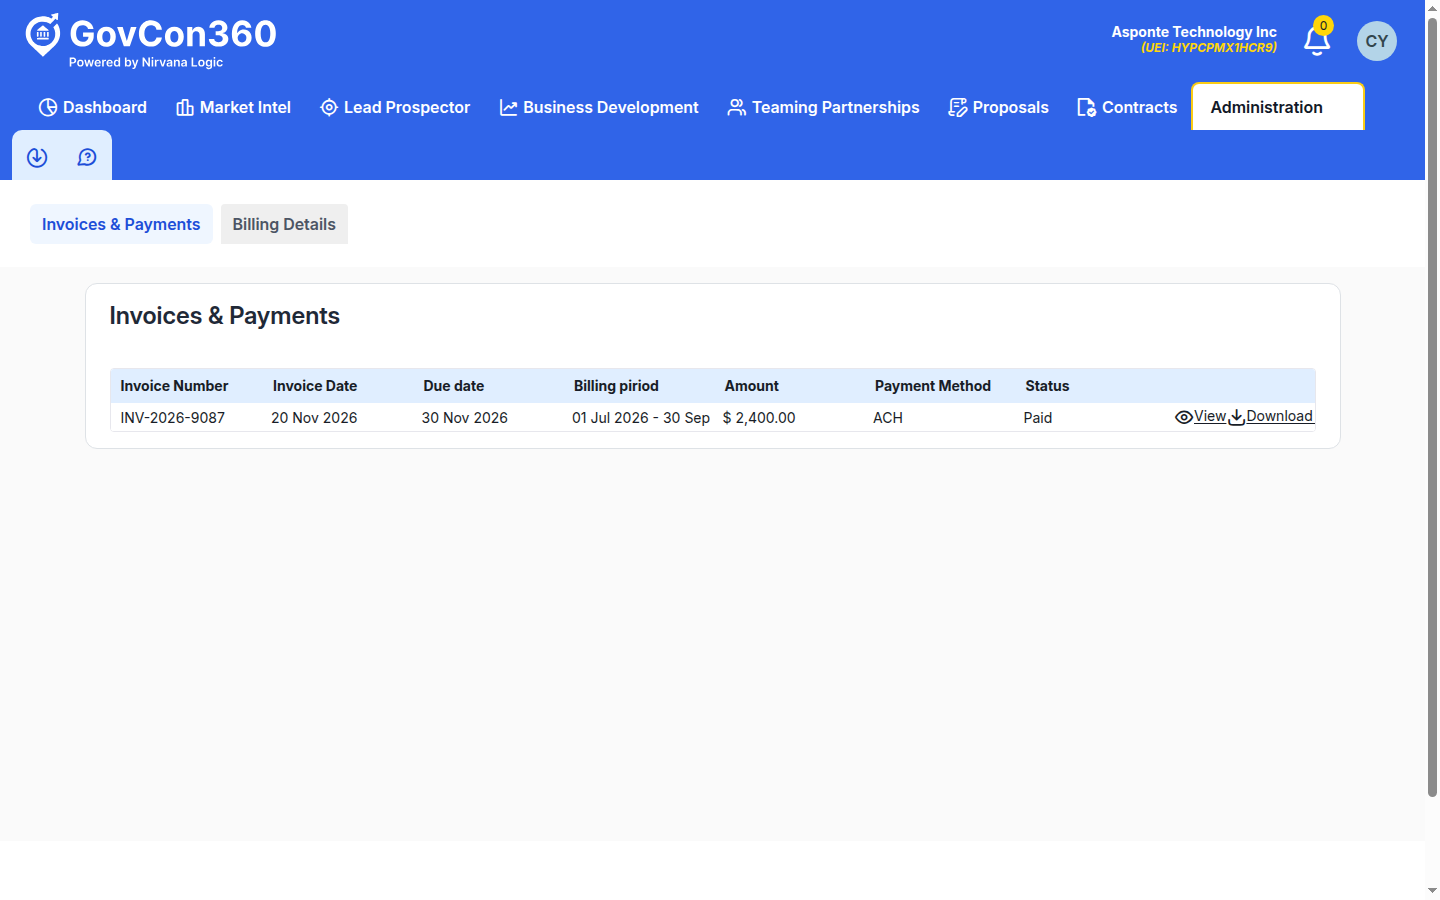 GovCon360
Powered by Nirvana Logic
Asponte Technology Inc
(UEI: HYPCPMX1HCR9)
0
CY
Dashboard Market Intel Lead Prospector Business Development Teaming Partnerships Proposals Contracts Administration
Invoices & Payments Billing Details
Invoices & Payments
Invoice Number Invoice Date Due date Billing piriod Amount Payment Method Status
INV-2026-9087 20 Nov 2026 30 Nov 2026 01 Jul 2026 - 30 Sep $ 2,400.00 ACH Paid View Download